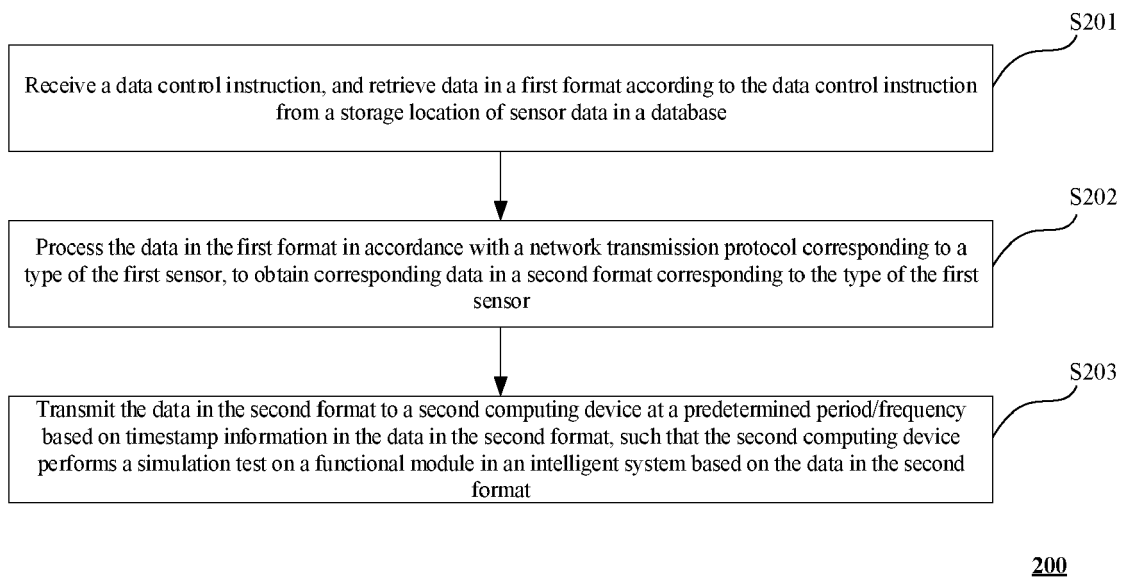 S201
Receive a data control instruction, and retrieve data in a first format according to the data control instruction
from a storage location of sensor data in a database
S202
Process the data in the first format in accordance with a network transmission protocol corresponding to a
type of the first sensor, to obtain corresponding data in a second format corresponding to the type of the first
sensor
S203
Transmit the data in the second format to a second computing device at a predetermined period/frequency
based on timestamp information in the data in the second format, such that the second computing device
performs a simulation test on a functional module in an intelligent system based on the data in the second
format
200